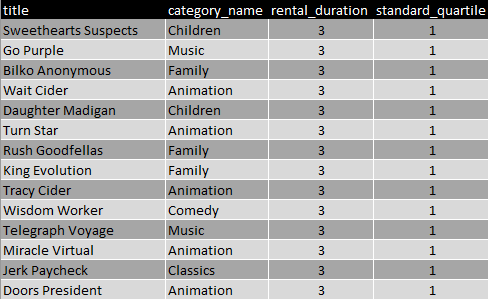 title category_name rental_duration standard_quartile
Sweethearts Suspects Children 3 1
Go Purple Music 3 1
Bilko Anonymous Family 3 1
Wait Cider Animation 3 1
Daughter Madigan Children 3 1
Turn Star Animation 3 1
Rush Goodfellas Family 3 1
King Evolution Family 3 1
Tracy Cider Animation 3 1
Wisdom Worker Comedy 3 1
Telegraph Voyage Music 3 1
Miracle Virtual Animation 3 1
Jerk Paycheck Classics 3 1
Doors President Animation 3 1